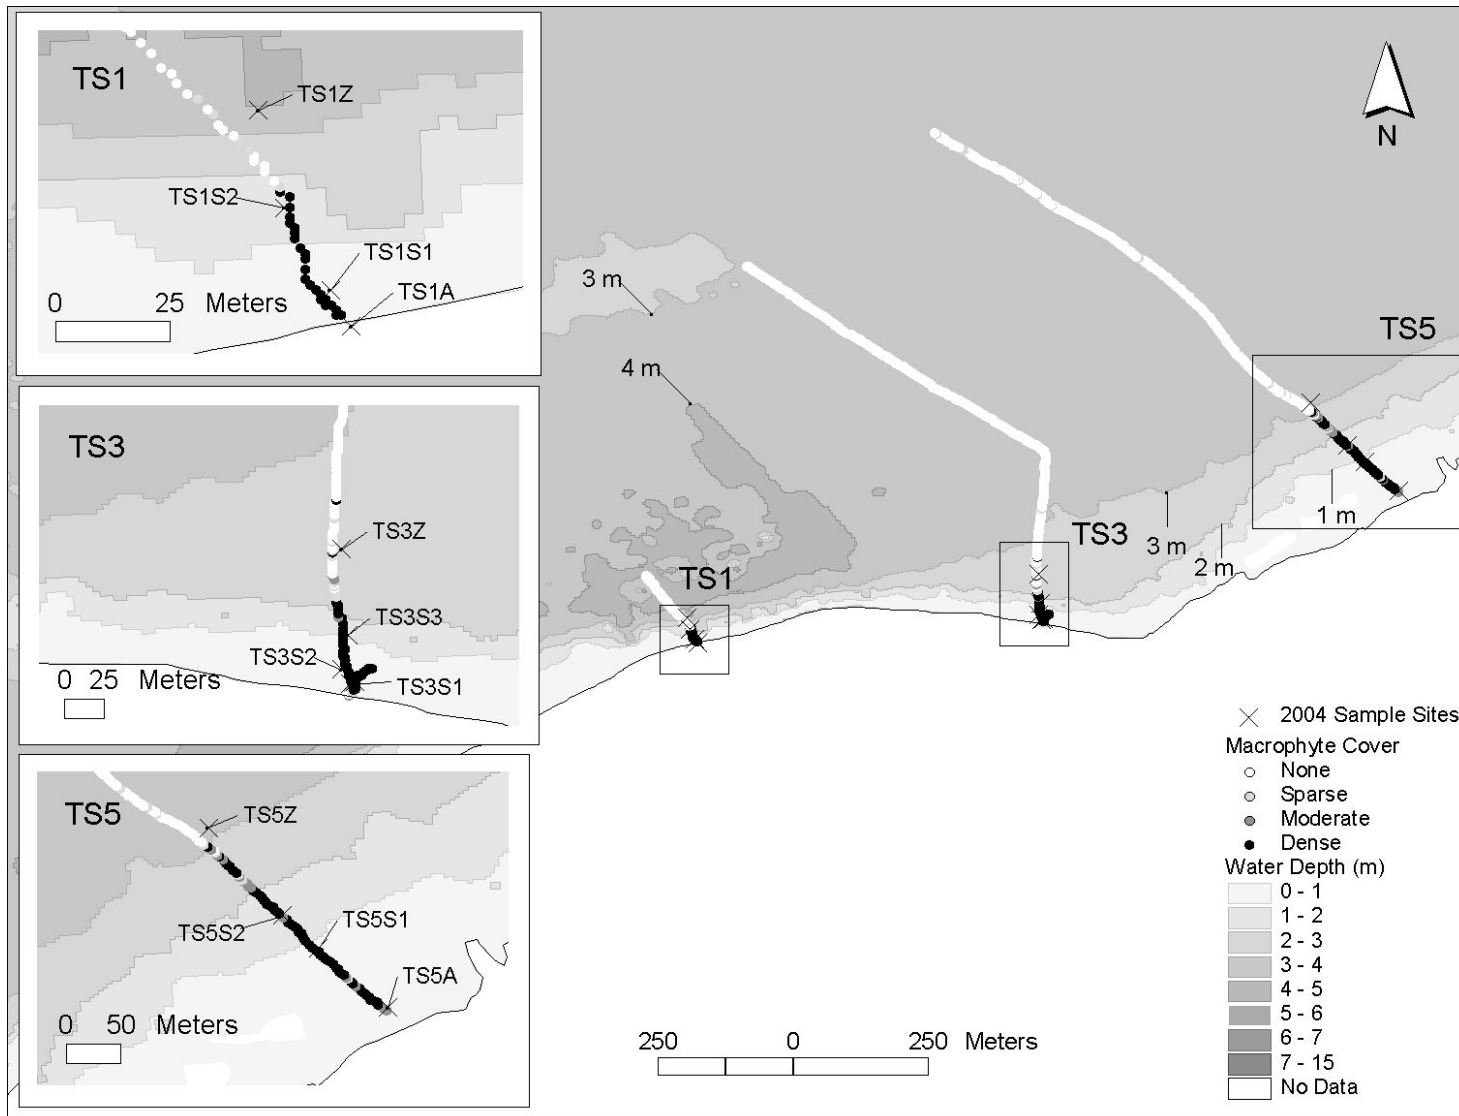 TS1
TS1Z
TS1S2
TS1S1
TS1A
0 25 Meters
TS3
TS3Z
TS3S3
TS3S2
TS3S1
0 25 Meters
TS5
TS5Z
TS5S2
TS5S1
TS5A
0 50 Meters
N
3 m
4 m
TS1
TS3
TS5
3 m
2 m
1 m
250 0 250 Meters
2004 Sample Sites
Macrophyte Cover
None
Sparse
Moderate
Dense
Water Depth (m)
0 - 1
1 - 2
2 - 3
3 - 4
4 - 5
5 - 6
6 - 7
7 - 15
No Data